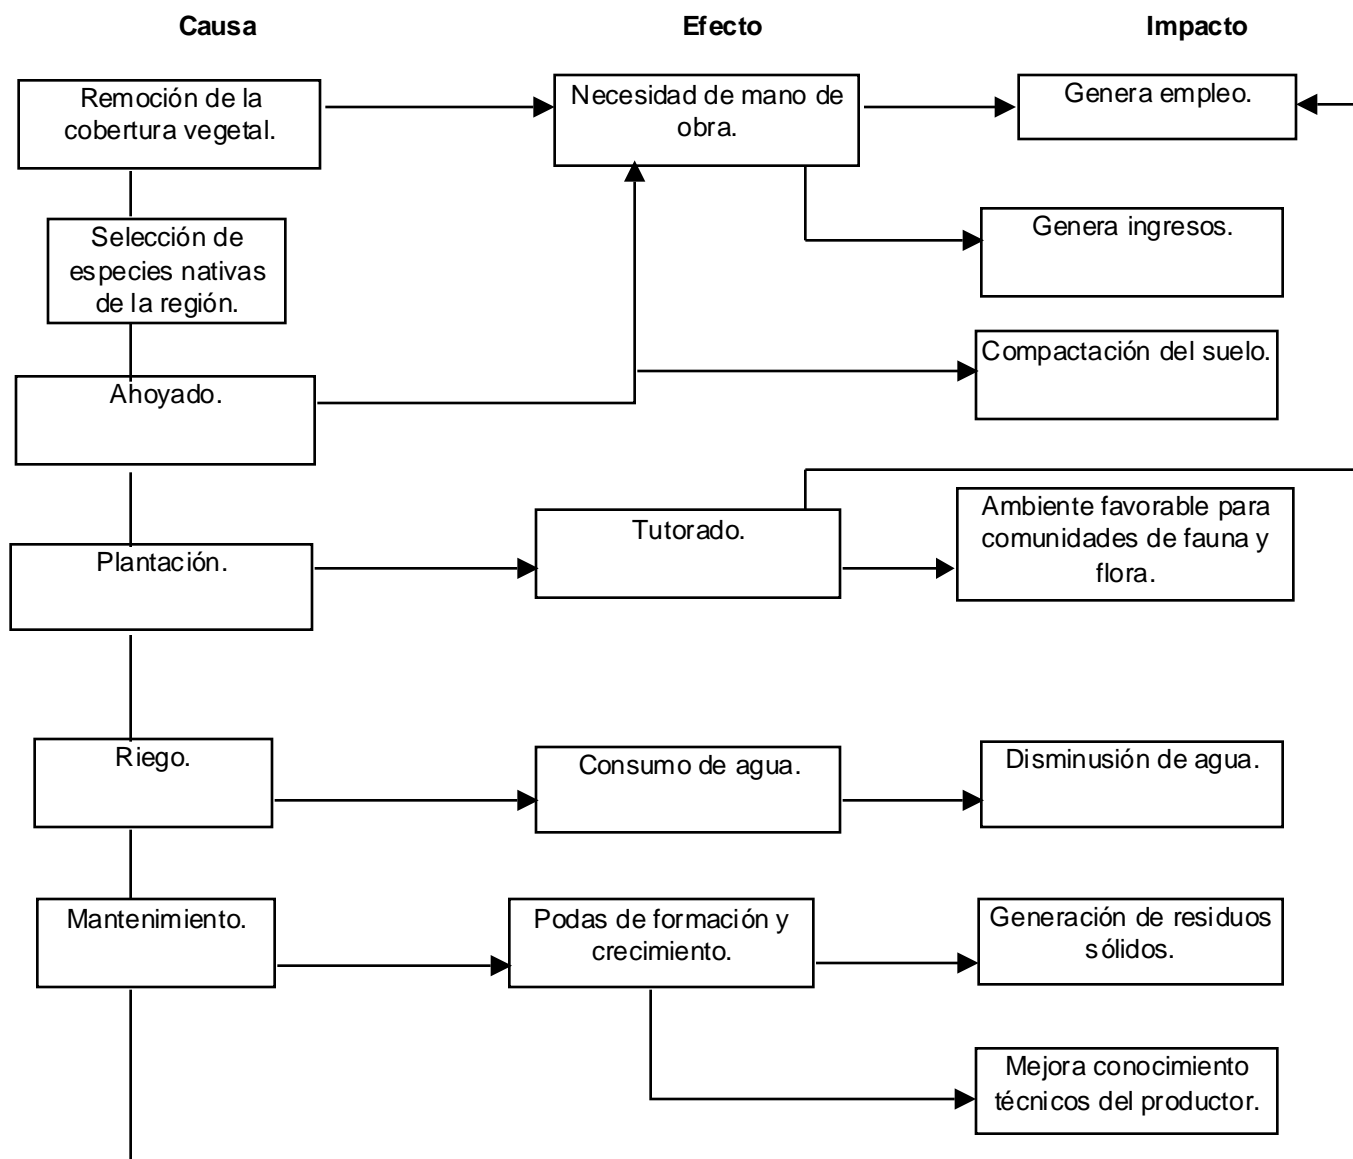 Causa
Efecto
Impacto
Remoción de la
cobertura vegetal.
Necesidad de mano de
obra.
Genera empleo.
Selección de
especies nativas
de la región.
Genera ingresos.
Ahoyado.
Compactación del suelo.
Plantación.
Tutorado.
Ambiente favorable para
comunidades de fauna y
flora.
Riego.
Consumo de agua.
Disminusión de agua.
Mantenimiento.
Podas de formación y
crecimiento.
Generación de residuos
sólidos.
Mejora conocimiento
técnicos del productor.